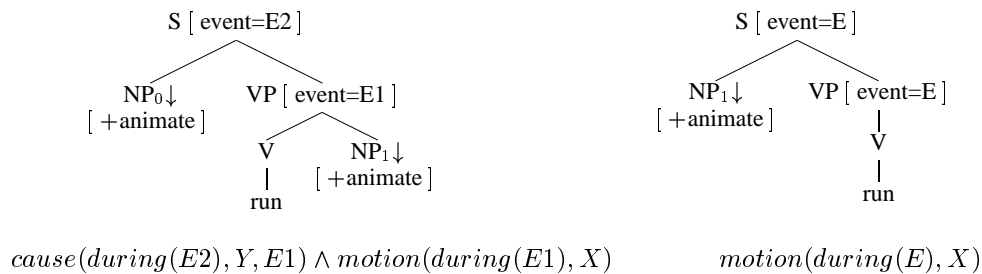 S [ event=E2 ]
NP₀↓ VP [ event=E1 ]
[ +animate ]
V NP₁↓
[ +animate ]
run
cause(during(E2), Y, E1) ∧ motion(during(E1), X)
S [ event=E ]
NP₁↓ VP [ event=E ]
[ +animate ]
V
run
motion(during(E), X)